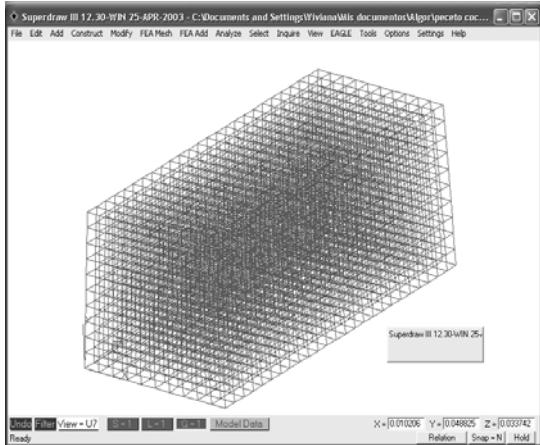 Superdraw III 12.30-WIN 25-APR-2003 - C:\Documents and Settings\Viviana\Mis documentos\Algor\peceto coc...
File Edit Add Construct Modify FEA Mesh FEA Add Analyze Select Inquire View EAGLE Tools Options Settings Help
Superdraw III 12.30-WIN 25-
Undo Filter View = U7 S = 1 L = 1 G = 1 Model Data X = 0.010206 Y = 0.048825 Z = 0.033742
Ready Relation Snap = N Hold